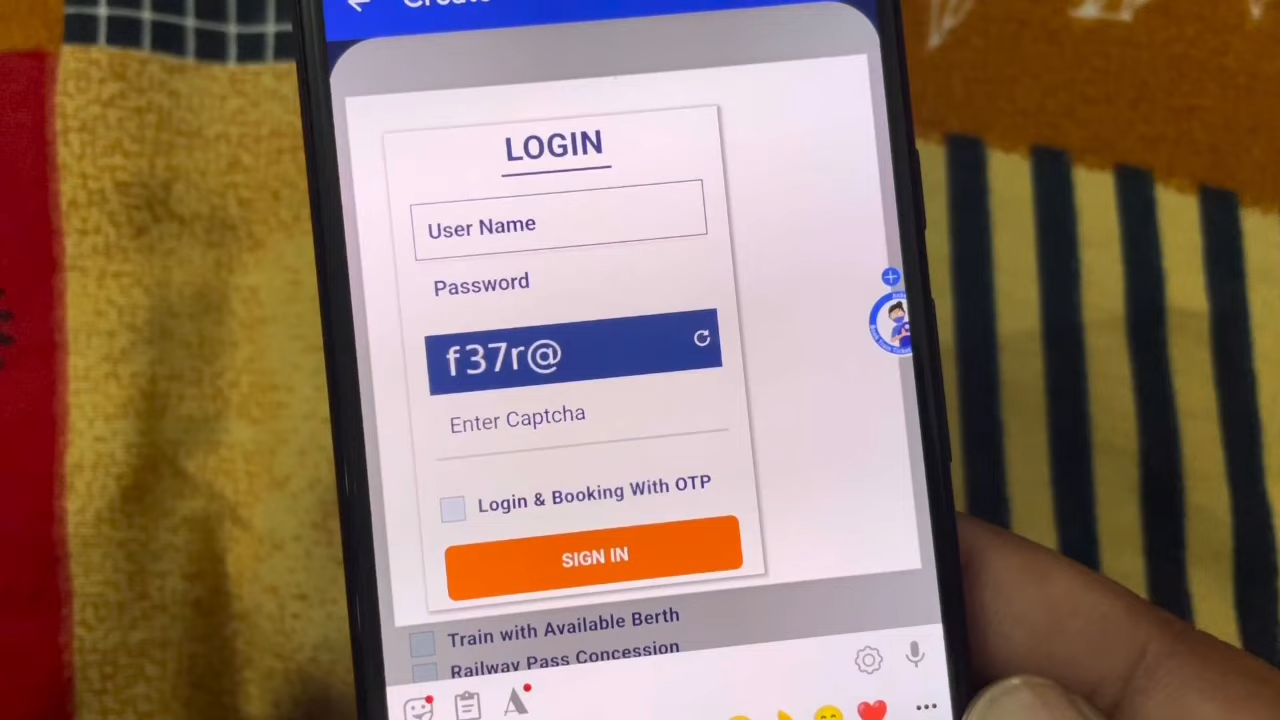 LOGIN
User Name
Password
f37r@
Enter Captcha
Login & Booking With OTP
SIGN IN
Train with Available Berth
Railway Pass Concession